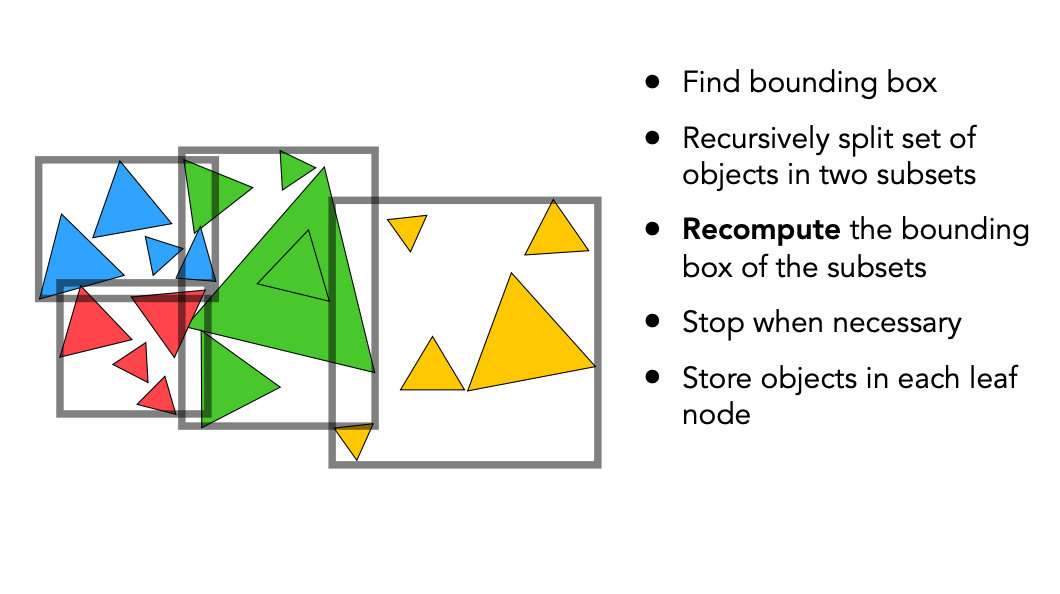 ● Find bounding box
● Recursively split set of
objects in two subsets
● Recompute the bounding
box of the subsets
● Stop when necessary
● Store objects in each leaf
node